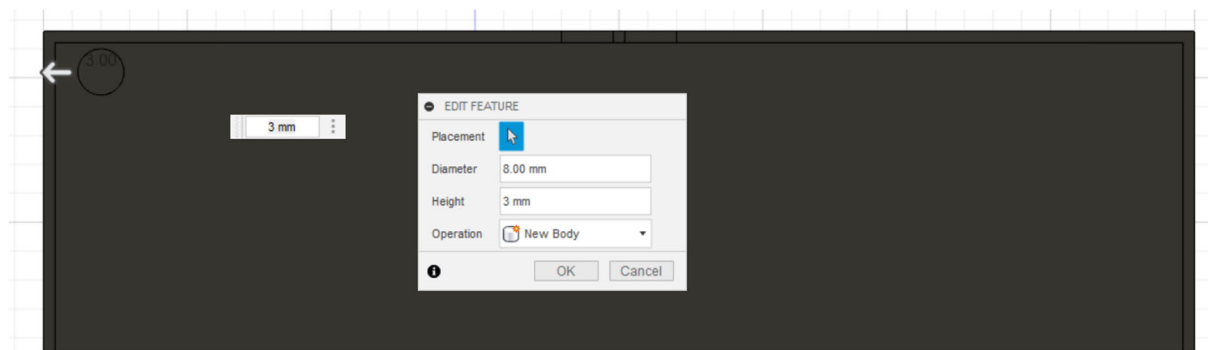 3.00
3 mm
EDIT FEATURE
Placement
Diameter 8.00 mm
Height 3 mm
Operation New Body
OK Cancel